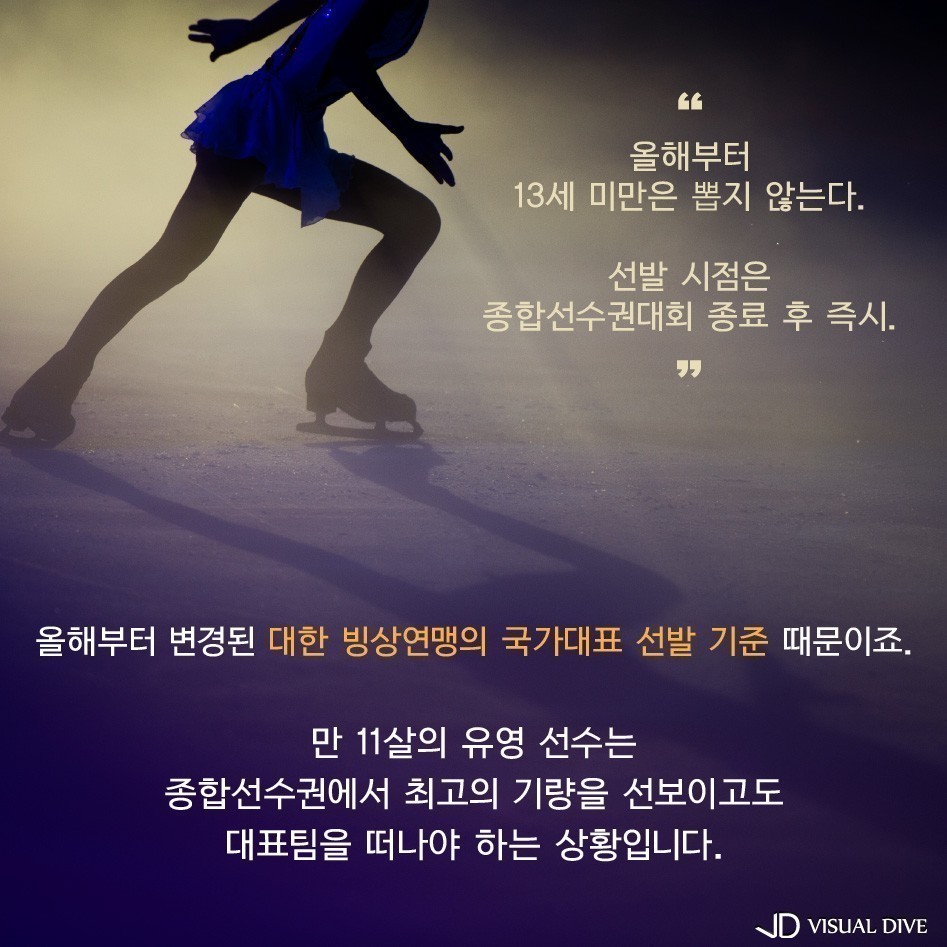 “
올해부터
13세 미만은 뽑지 않는다.
선발 시점은
종합선수권대회 종료 후 즉시.
”
올해부터 변경된 대한 빙상연맹의 국가대표 선발 기준 때문이죠.
만 11살의 유영 선수는
종합선수권에서 최고의 기량을 선보이고도
대표팀을 떠나야 하는 상황입니다.
VD VISUAL DIVE